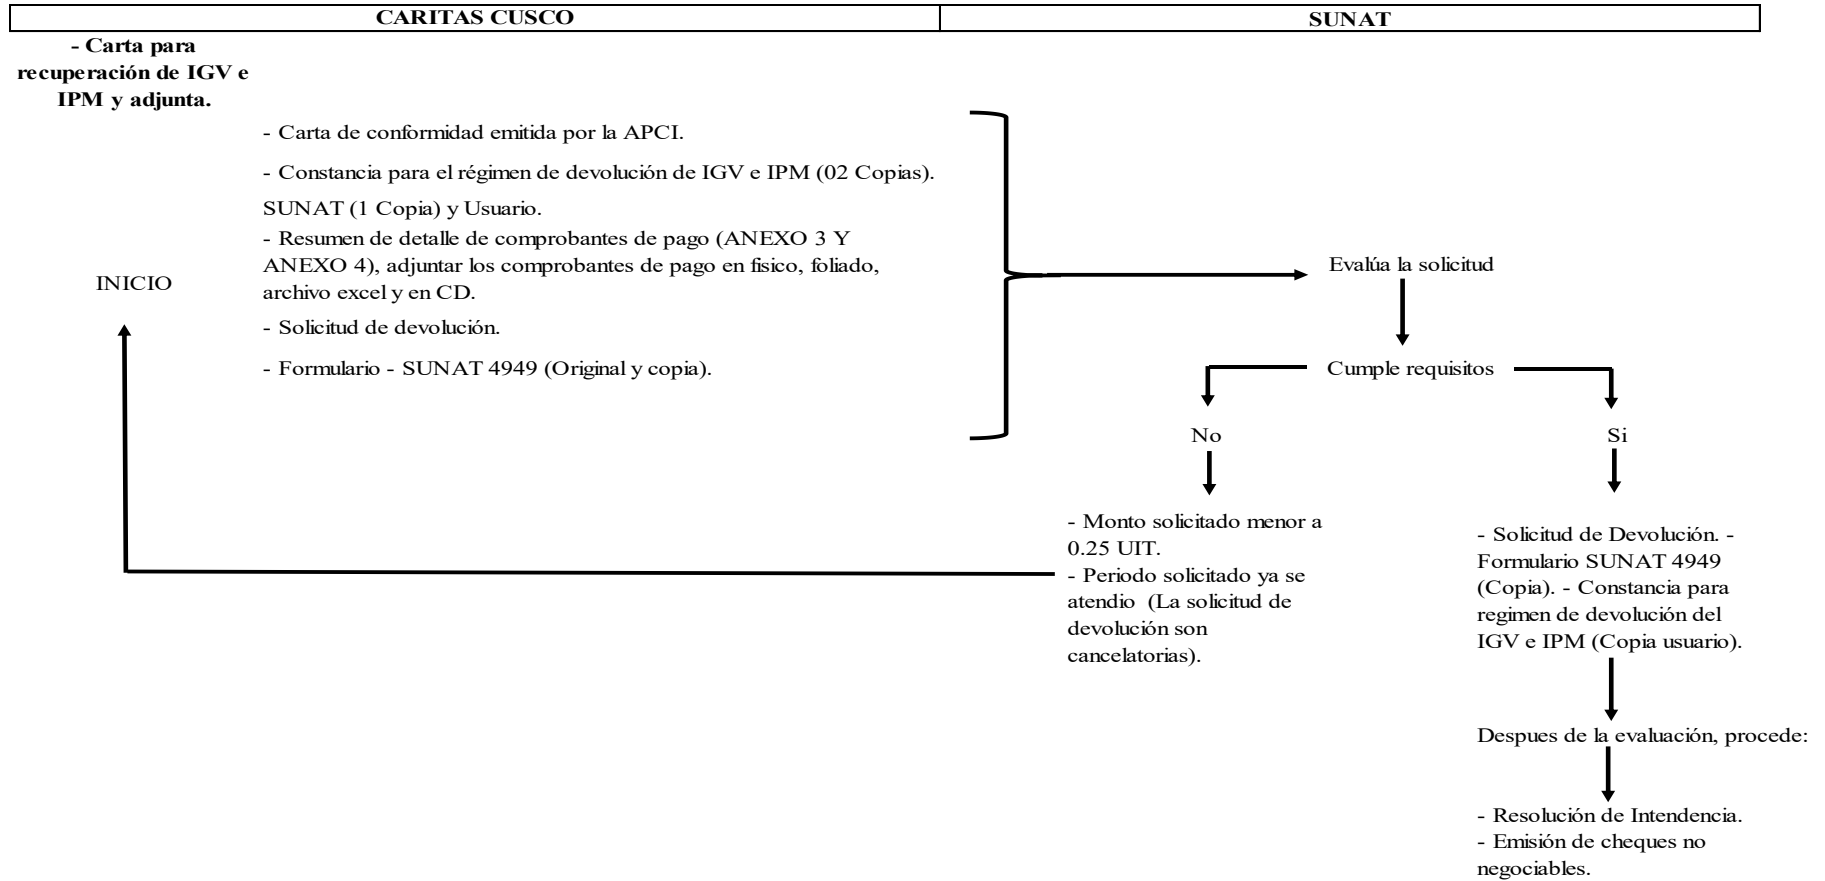 CARITAS CUSCO
SUNAT
- Carta para
recuperación de IGV e
IPM y adjunta.
- Carta de conformidad emitida por la APCI.
- Constancia para el régimen de devolución de IGV e IPM (02 Copias).
SUNAT (1 Copia) y Usuario.
- Resumen de detalle de comprobantes de pago (ANEXO 3 Y
ANEXO 4), adjuntar los comprobantes de pago en fisico, foliado,
archivo excel y en CD.
- Solicitud de devolución.
- Formulario - SUNAT 4949 (Original y copia).
INICIO
Evalúa la solicitud
Cumple requisitos
No
Si
- Monto solicitado menor a
0.25 UIT.
- Periodo solicitado ya se
atendio (La solicitud de
devolución son
cancelatorias).
- Solicitud de Devolución. -
Formulario SUNAT 4949
(Copia). - Constancia para
regimen de devolución del
IGV e IPM (Copia usuario).
Despues de la evaluación, procede:
- Resolución de Intendencia.
- Emisión de cheques no
negociables.